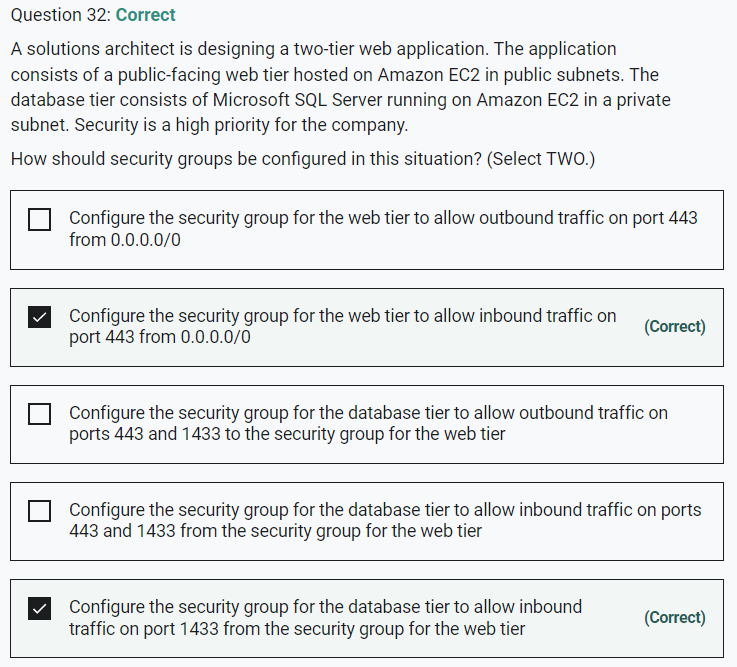 Question 32: Correct
A solutions architect is designing a two-tier web application. The application
consists of a public-facing web tier hosted on Amazon EC2 in public subnets. The
database tier consists of Microsoft SQL Server running on Amazon EC2 in a private
subnet. Security is a high priority for the company.
How should security groups be configured in this situation? (Select TWO.)
Configure the security group for the web tier to allow outbound traffic on port 443
from 0.0.0.0/0
Configure the security group for the web tier to allow inbound traffic on
port 443 from 0.0.0.0/0
(Correct)
Configure the security group for the database tier to allow outbound traffic on
ports 443 and 1433 to the security group for the web tier
Configure the security group for the database tier to allow inbound traffic on ports
443 and 1433 from the security group for the web tier
Configure the security group for the database tier to allow inbound
traffic on port 1433 from the security group for the web tier
(Correct)